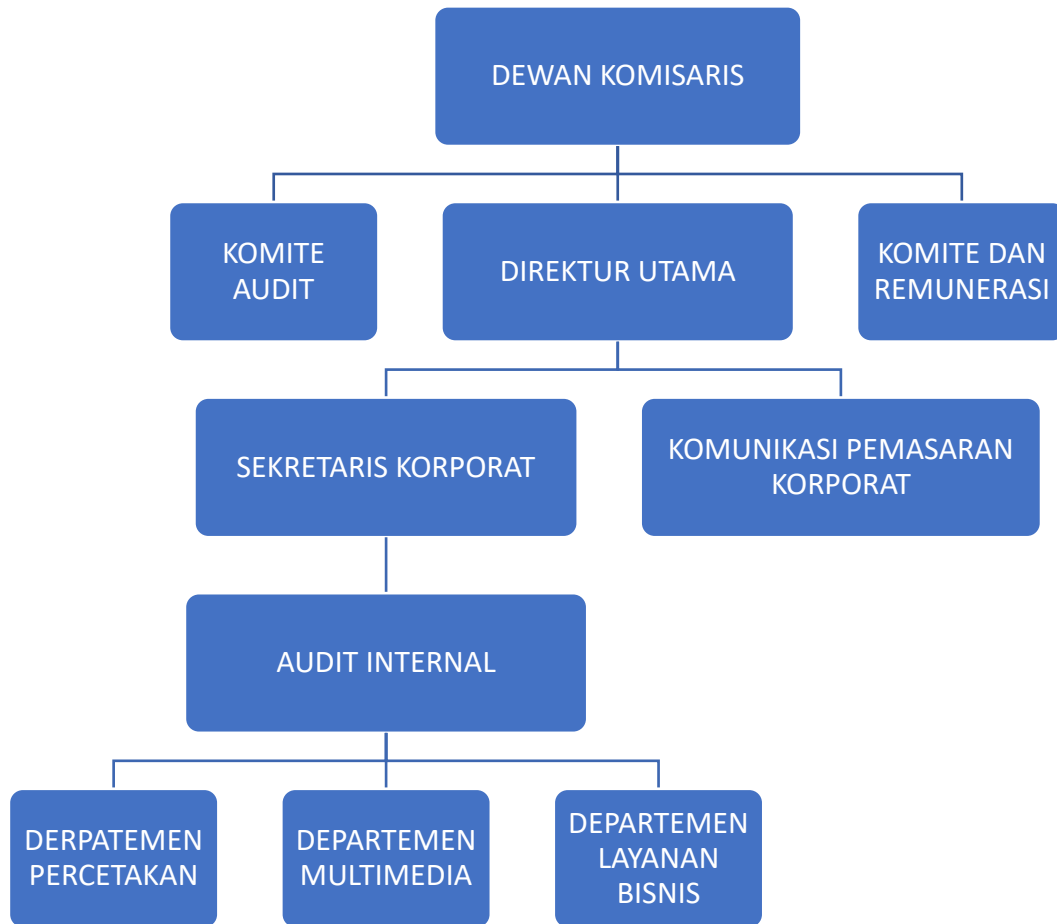 DEWAN KOMISARIS
KOMITE
AUDIT
DIREKTUR UTAMA
KOMITE DAN
REMUNERASI
SEKRETARIS KORPORAT
KOMUNIKASI PEMASARAN
KORPORAT
AUDIT INTERNAL
DERPATEMEN
PERCETAKAN
DEPARTEMEN
MULTIMEDIA
DEPARTEMEN
LAYANAN
BISNIS